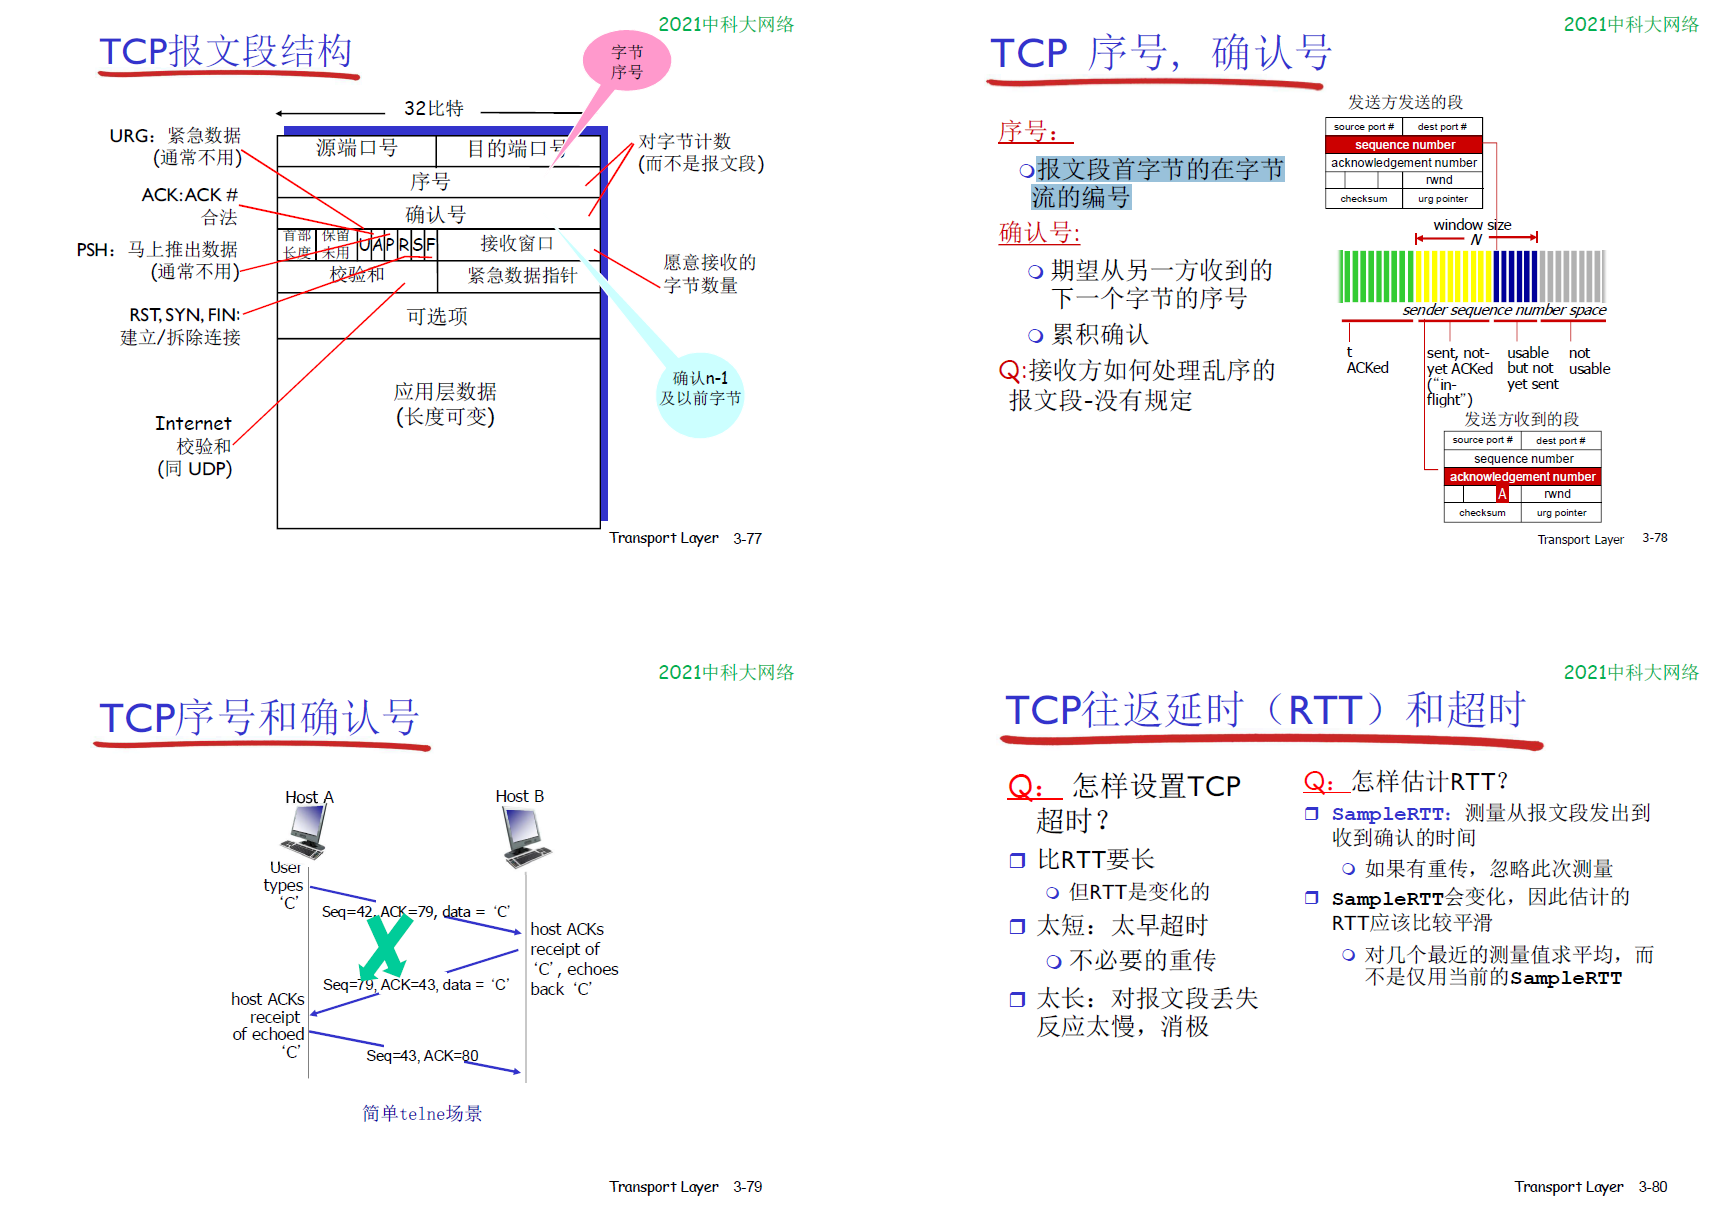 2021中科大网络
TCP报文段结构
字节
序号
32比特
URG：紧急数据
(通常不用)
ACK:ACK #
合法
PSH：马上推出数据
(通常不用)
RST, SYN, FIN:
建立/拆除连接
Internet
校验和
(同 UDP)
源端口号
目的端口号
序号
确认号
首部
长度
保留
未用
U A P R S F
接收窗口
校验和
紧急数据指针
可选项
应用层数据
(长度可变)
对字节计数
(而不是报文段)
愿意接收的
字节数量
确认n-1
及以前字节
Transport Layer 3-77
2021中科大网络
TCP 序号, 确认号
序号：
报文段首字节的在字节
流的编号
确认号:
期望从另一方收到的
下一个字节的序号
累积确认
Q:接收方如何处理乱序的
报文段-没有规定
发送方发送的段
source port # dest port #
sequence number
acknowledgement number
rwnd
checksum urg pointer
window size
N
sender sequence number space
t
ACKed
sent, not-
yet ACKed
(“in-
flight”)
usable
but not
yet sent
not
usable
发送方收到的段
source port # dest port #
sequence number
acknowledgement number
A rwnd
checksum urg pointer
Transport Layer 3-78
2021中科大网络
TCP序号和确认号
Host A
Host B
User
types
‘C’
Seq=42, ACK=79, data = ‘C’
host ACKs
receipt of
‘C’, echoes
back ‘C’
Seq=79, ACK=43, data = ‘C’
host ACKs
receipt
of echoed
‘C’
Seq=43, ACK=80
简单telne场景
Transport Layer 3-79
2021中科大网络
TCP往返延时（RTT）和超时
Q：怎样设置TCP
超时？
比RTT要长
但RTT是变化的
太短：太早超时
不必要的重传
太长：对报文段丢失
反应太慢，消极
Q：怎样估计RTT？
SampleRTT：测量从报文段发出到
收到确认的时间
如果有重传，忽略此次测量
SampleRTT会变化，因此估计的
RTT应该比较平滑
对几个最近的测量值求平均，而
不是仅用当前的SampleRTT
Transport Layer 3-80